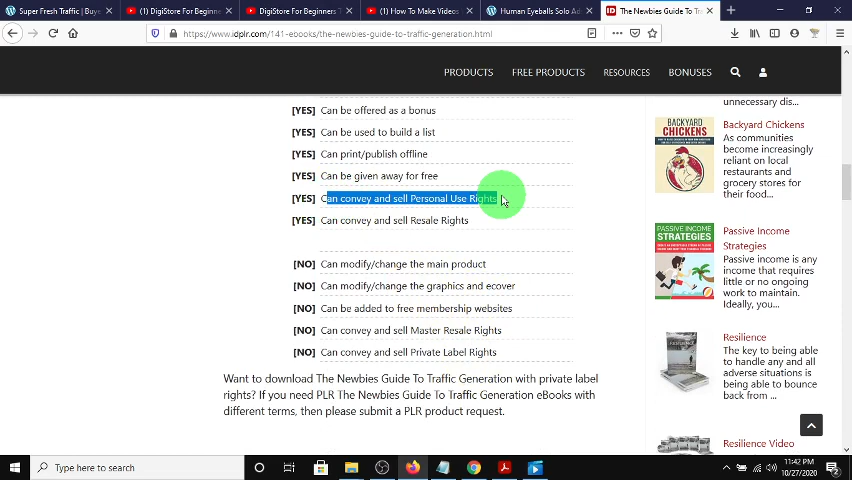 Super Fresh Traffic | Buye
DigiStore For Beginne
DigiStore For Beginners T
How To Make Videos
Human Eyeballs Solo Ad
The Newbies Guide To Tra
https://www.idplr.com/141-ebooks/the-newbies-guide-to-traffic-generation.html
PRODUCTS FREE PRODUCTS RESOURCES BONUSES
[YES] Can be offered as a bonus
[YES] Can be used to build a list
[YES] Can print/publish offline
[YES] Can be given away for free
[YES] Can convey and sell Personal Use Rights
[YES] Can convey and sell Resale Rights
[NO] Can modify/change the main product
[NO] Can modify/change the graphics and ecover
[NO] Can be added to free membership websites
[NO] Can convey and sell Master Resale Rights
[NO] Can convey and sell Private Label Rights
Want to download The Newbies Guide To Traffic Generation with private label
rights? If you need PLR The Newbies Guide To Traffic Generation eBooks with
different terms, then please submit a PLR product request.
unnecessary dis...
BACKYARD
CHICKENS
Backyard Chickens
As communities
become increasingly
reliant on local
restaurants and
grocery stores for
their food...
PASSIVE INCOME
STRATEGIES
Passive Income
Strategies
Passive income is any
income that requires
little or no ongoing
work to maintain.
Ideally, you...
RESILIENCE
Resilience
The key to being able
to handle any and all
adverse situations is
being able to bounce
back from...
Resilience Video
Type here to search
11:42 PM
10/27/2020
2